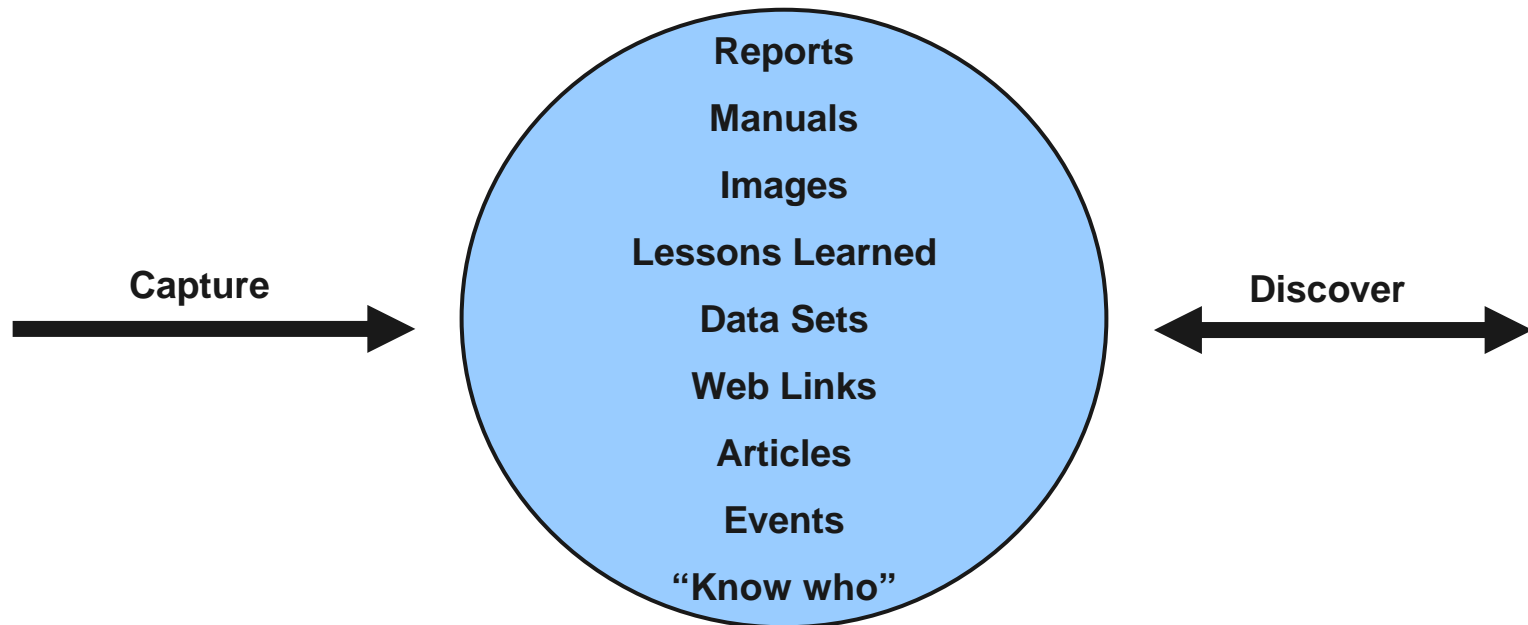 Reports
Manuals
Images
Lessons Learned
Capture
Discover
Data Sets
Web Links
Articles
Events
“Know who”